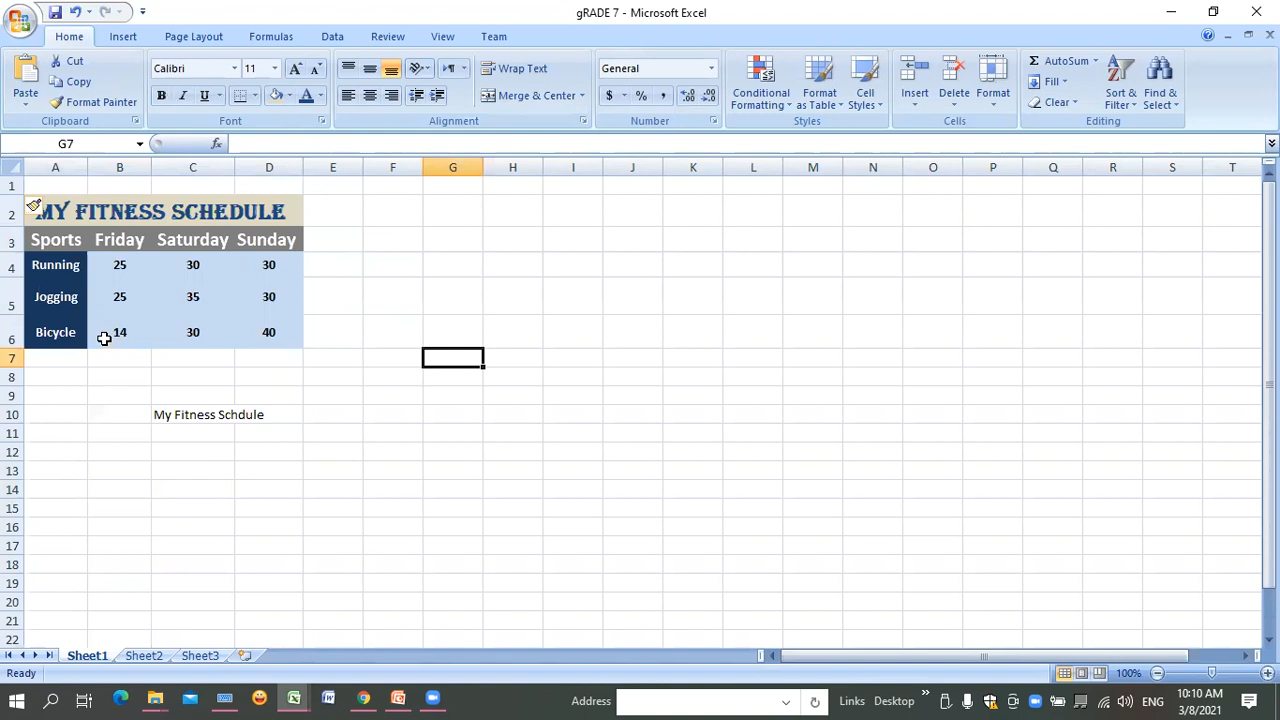 gRADE 7 - Microsoft Excel
Home Insert Page Layout Formulas Data Review View Team
Paste
Cut
Copy
Format Painter
Clipboard
Calibri 11
B I U A
Font
Wrap Text
Merge & Center
Alignment
General
$ % ,
Number
Conditional Formatting
Format as Table
Cell Styles
Styles
Insert Delete Format
Cells
Σ AutoSum
Fill
Clear
Sort & Filter
Find & Select
Editing
G7 fx
A B C D E F G H I J K L M N O P Q R S T
1
2 MY FITNESS SCHEDULE
3 Sports Friday Saturday Sunday
4 Running 25 30 30
5 Jogging 25 35 30
6 Bicycle 14 30 40
7
8
9
10 My Fitness Schdule
11
12
13
14
15
16
17
18
19
20
21
22
Sheet1 Sheet2 Sheet3
Ready 100%
Address Links Desktop » ENG
10:10 AM
3/8/2021